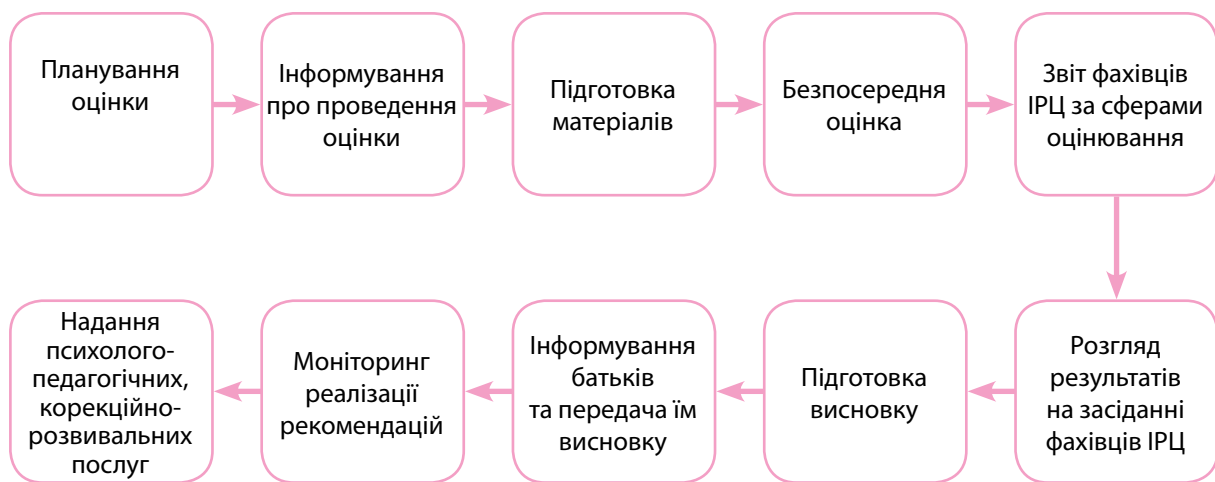 Планування
оцінки
Інформування
про проведення
оцінки
Підготовка
матеріалів
Безпосередня
оцінка
Звіт фахівців
ІРЦ за сферами
оцінювання
Розгляд
результатів
на засіданні
фахівців ІРЦ
Підготовка
висновку
Інформування
батьків
та передача їм
висновку
Моніторинг
реалізації
рекомендацій
Надання
психолого-
педагогічних,
корекційно-
розвивальних
послуг